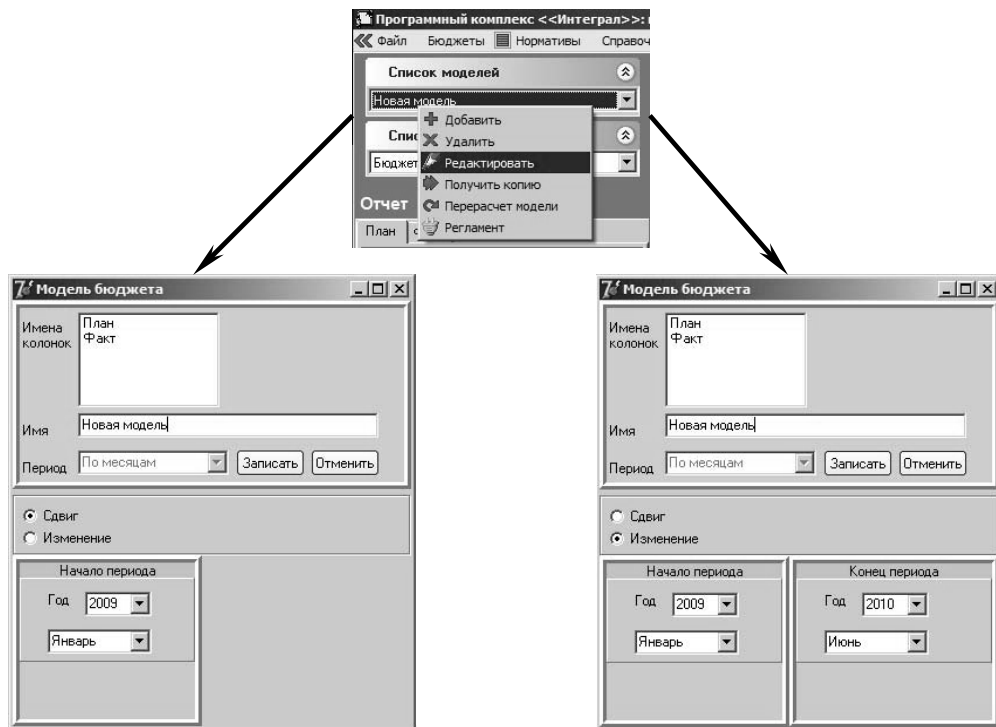 Программный комплекс <<Интеграл>>:
Файл Бюджеты Нормативы Справоч
Список моделей
Новая модель
Добавить
Спис
Удалить
Бюджет
Редактировать
Получить копию
Отчет
Перерасчет модели
План
Регламент
Модель бюджета
Имена колонок
План
Факт
Имя
Новая модель
Период
По месяцам
Записать
Отменить
Сдвиг
Изменение
Начало периода
Год 2009
Январь
Модель бюджета
Имена колонок
План
Факт
Имя
Новая модель
Период
По месяцам
Записать
Отменить
Сдвиг
Изменение
Начало периода
Конец периода
Год 2009
Год 2010
Январь
Июнь